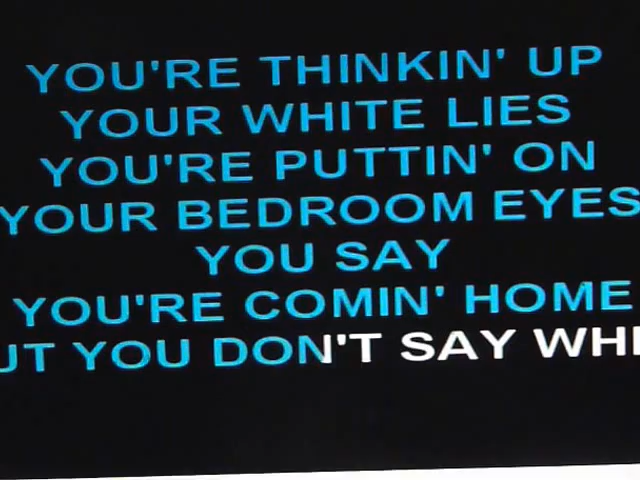 YOU'RE THINKIN' UP
YOUR WHITE LIES
YOU'RE PUTTIN' ON
YOUR BEDROOM EYES
YOU SAY
YOU'RE COMIN' HOME
YOU DON'T SAY